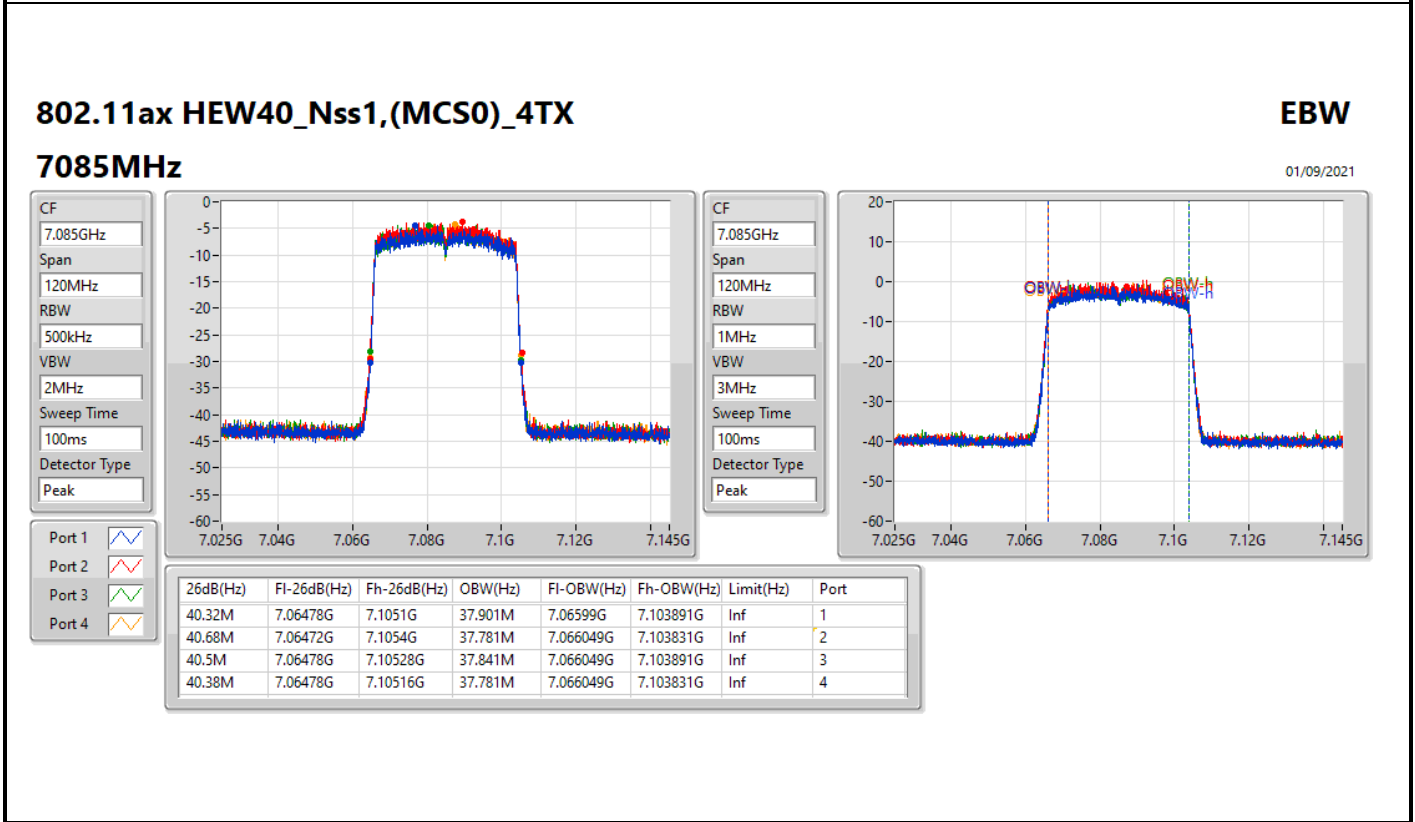 802.11ax HEW40_Nss1,(MCS0)_4TX EBW
7085MHz 01/09/2021
CF
7.085GHz
Span
120MHz
RBW
500kHz
VBW
2MHz
Sweep Time
100ms
Detector Type
Peak
0
-5
-10
-15
-20
-25
-30
-35
-40
-45
-50
-55
-60
7.025G 7.04G 7.06G 7.08G 7.1G 7.12G 7.145G
CF
7.085GHz
Span
120MHz
RBW
1MHz
VBW
3MHz
Sweep Time
100ms
Detector Type
Peak
20
10
0
-10
-20
-30
-40
-50
-60
OBW-h
OBW-h
7.025G 7.04G 7.06G 7.08G 7.1G 7.12G 7.145G
Port 1
Port 2
Port 3
Port 4
26dB(Hz) Fl-26dB(Hz) Fh-26dB(Hz) OBW(Hz) Fl-OBW(Hz) Fh-OBW(Hz) Limit(Hz) Port
40.32M 7.06478G 7.1051G 37.901M 7.06599G 7.103891G Inf 1
40.68M 7.06472G 7.1054G 37.781M 7.066049G 7.103831G Inf 2
40.5M 7.06478G 7.10528G 37.841M 7.066049G 7.103891G Inf 3
40.38M 7.06478G 7.10516G 37.781M 7.066049G 7.103831G Inf 4